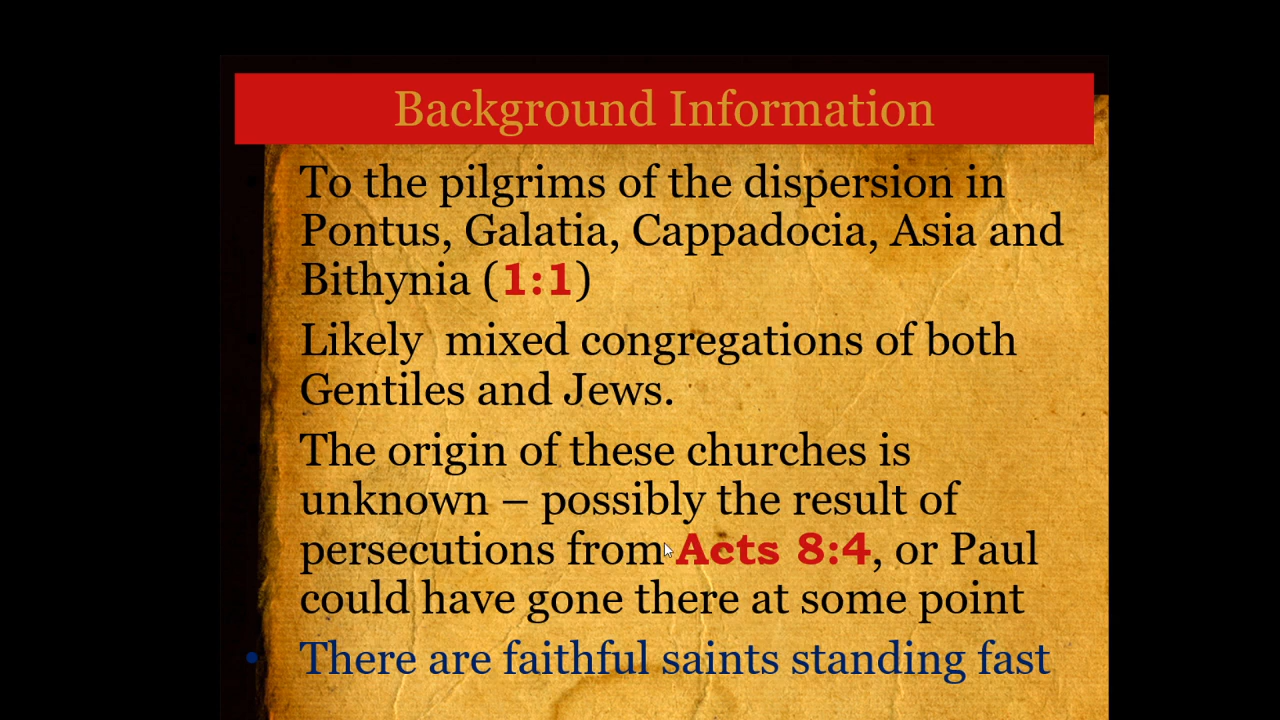 Background Information
To the pilgrims of the dispersion in
Pontus, Galatia, Cappadocia, Asia and
Bithynia (1:1)
Likely  mixed congregations of both
Gentiles and Jews.
The origin of these churches is
unknown – possibly the result of
persecutions from Acts 8:4, or Paul
could have gone there at some point
• There are faithful saints standing fast